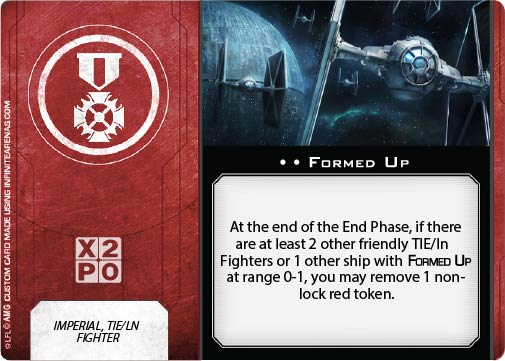 •• Formed Up
At the end of the End Phase, if there
are at least 2 other friendly TIE/ln
Fighters or 1 other ship with Formed Up
at range 0-1, you may remove 1 non-
lock red token.
X2
PO
IMPERIAL, TIE/LN
FIGHTER
©LFL ©AMG CUSTOM CARD MADE USING INFINITEARENAS.COM